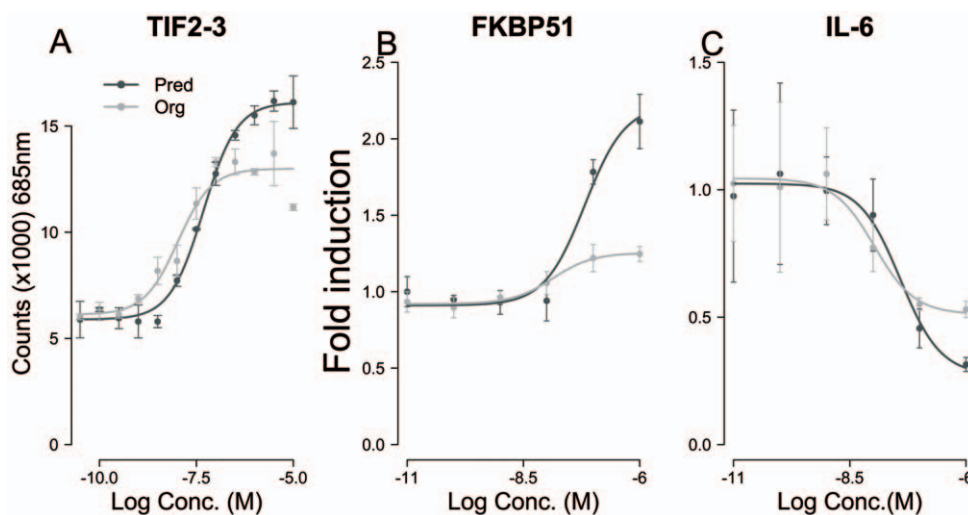 A
TIF2-3
Pred
Org
Counts (x1000) 685nm
15
10
5
0
-10.0
-7.5
-5.0
Log Conc. (M)
B
FKBP51
Fold induction
2.5
2.0
1.5
1.0
0.5
0.0
-11
-8.5
-6
Log Conc. (M)
C
IL-6
1.5
1.0
0.5
0.0
-11
-8.5
-6
Log Conc.(M)